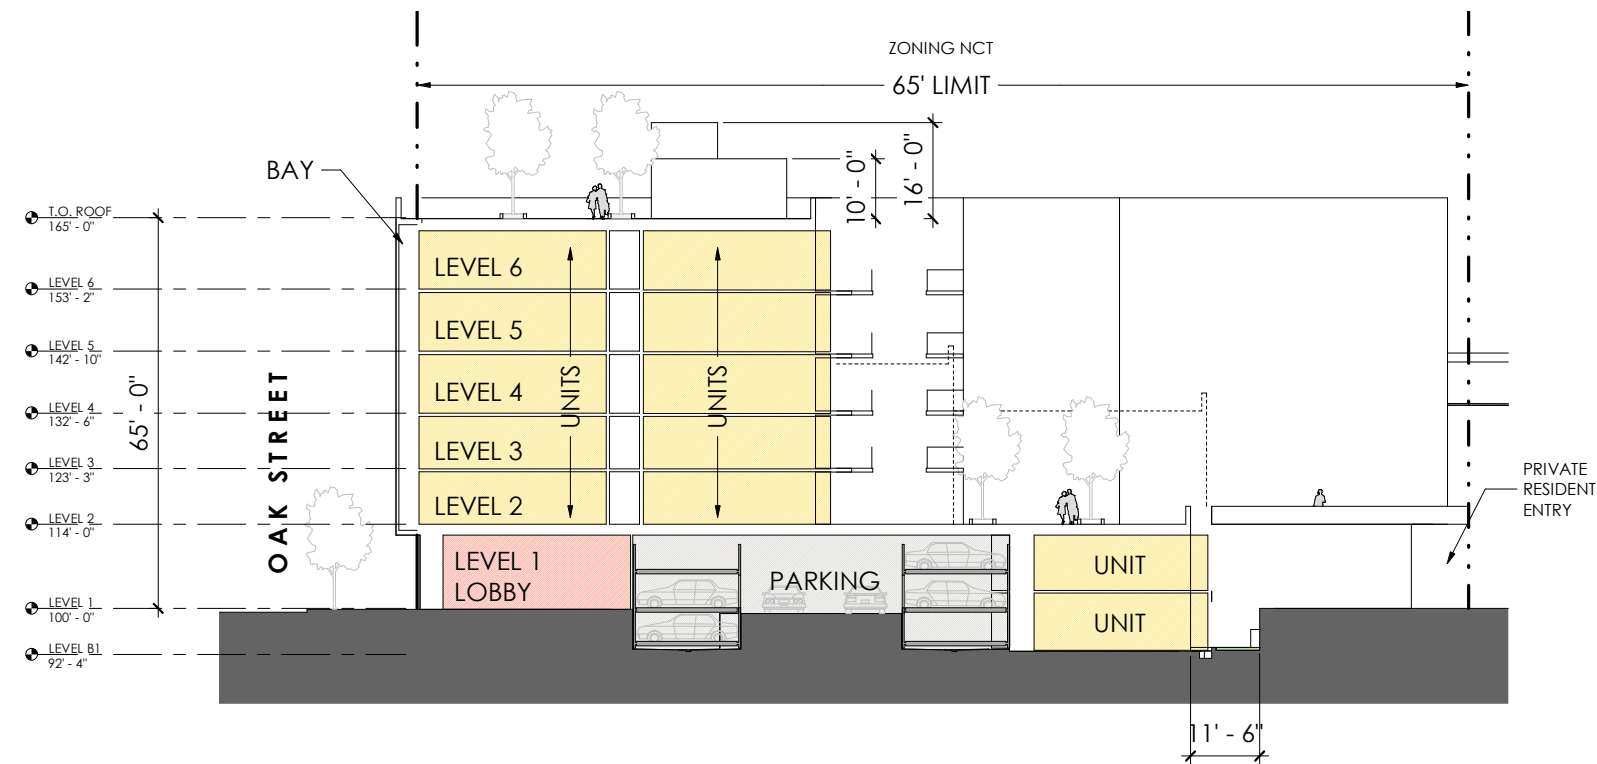 ZONING NCT
65' LIMIT
BAY
10' - 0"
16' - 0"
T.O. ROOF
165' - 0"
LEVEL 6
153' - 2"
LEVEL 5
142' - 10"
LEVEL 4
132' - 6"
LEVEL 3
123' - 3"
LEVEL 2
114' - 0"
LEVEL 1
100' - 0"
LEVEL B1
92' - 4"
65' - 0"
OAK STREET
LEVEL 6
LEVEL 5
LEVEL 4
LEVEL 3
LEVEL 2
UNITS
UNITS
LEVEL 1
LOBBY
PARKING
UNIT
UNIT
PRIVATE
RESIDENT
ENTRY
11' - 6"